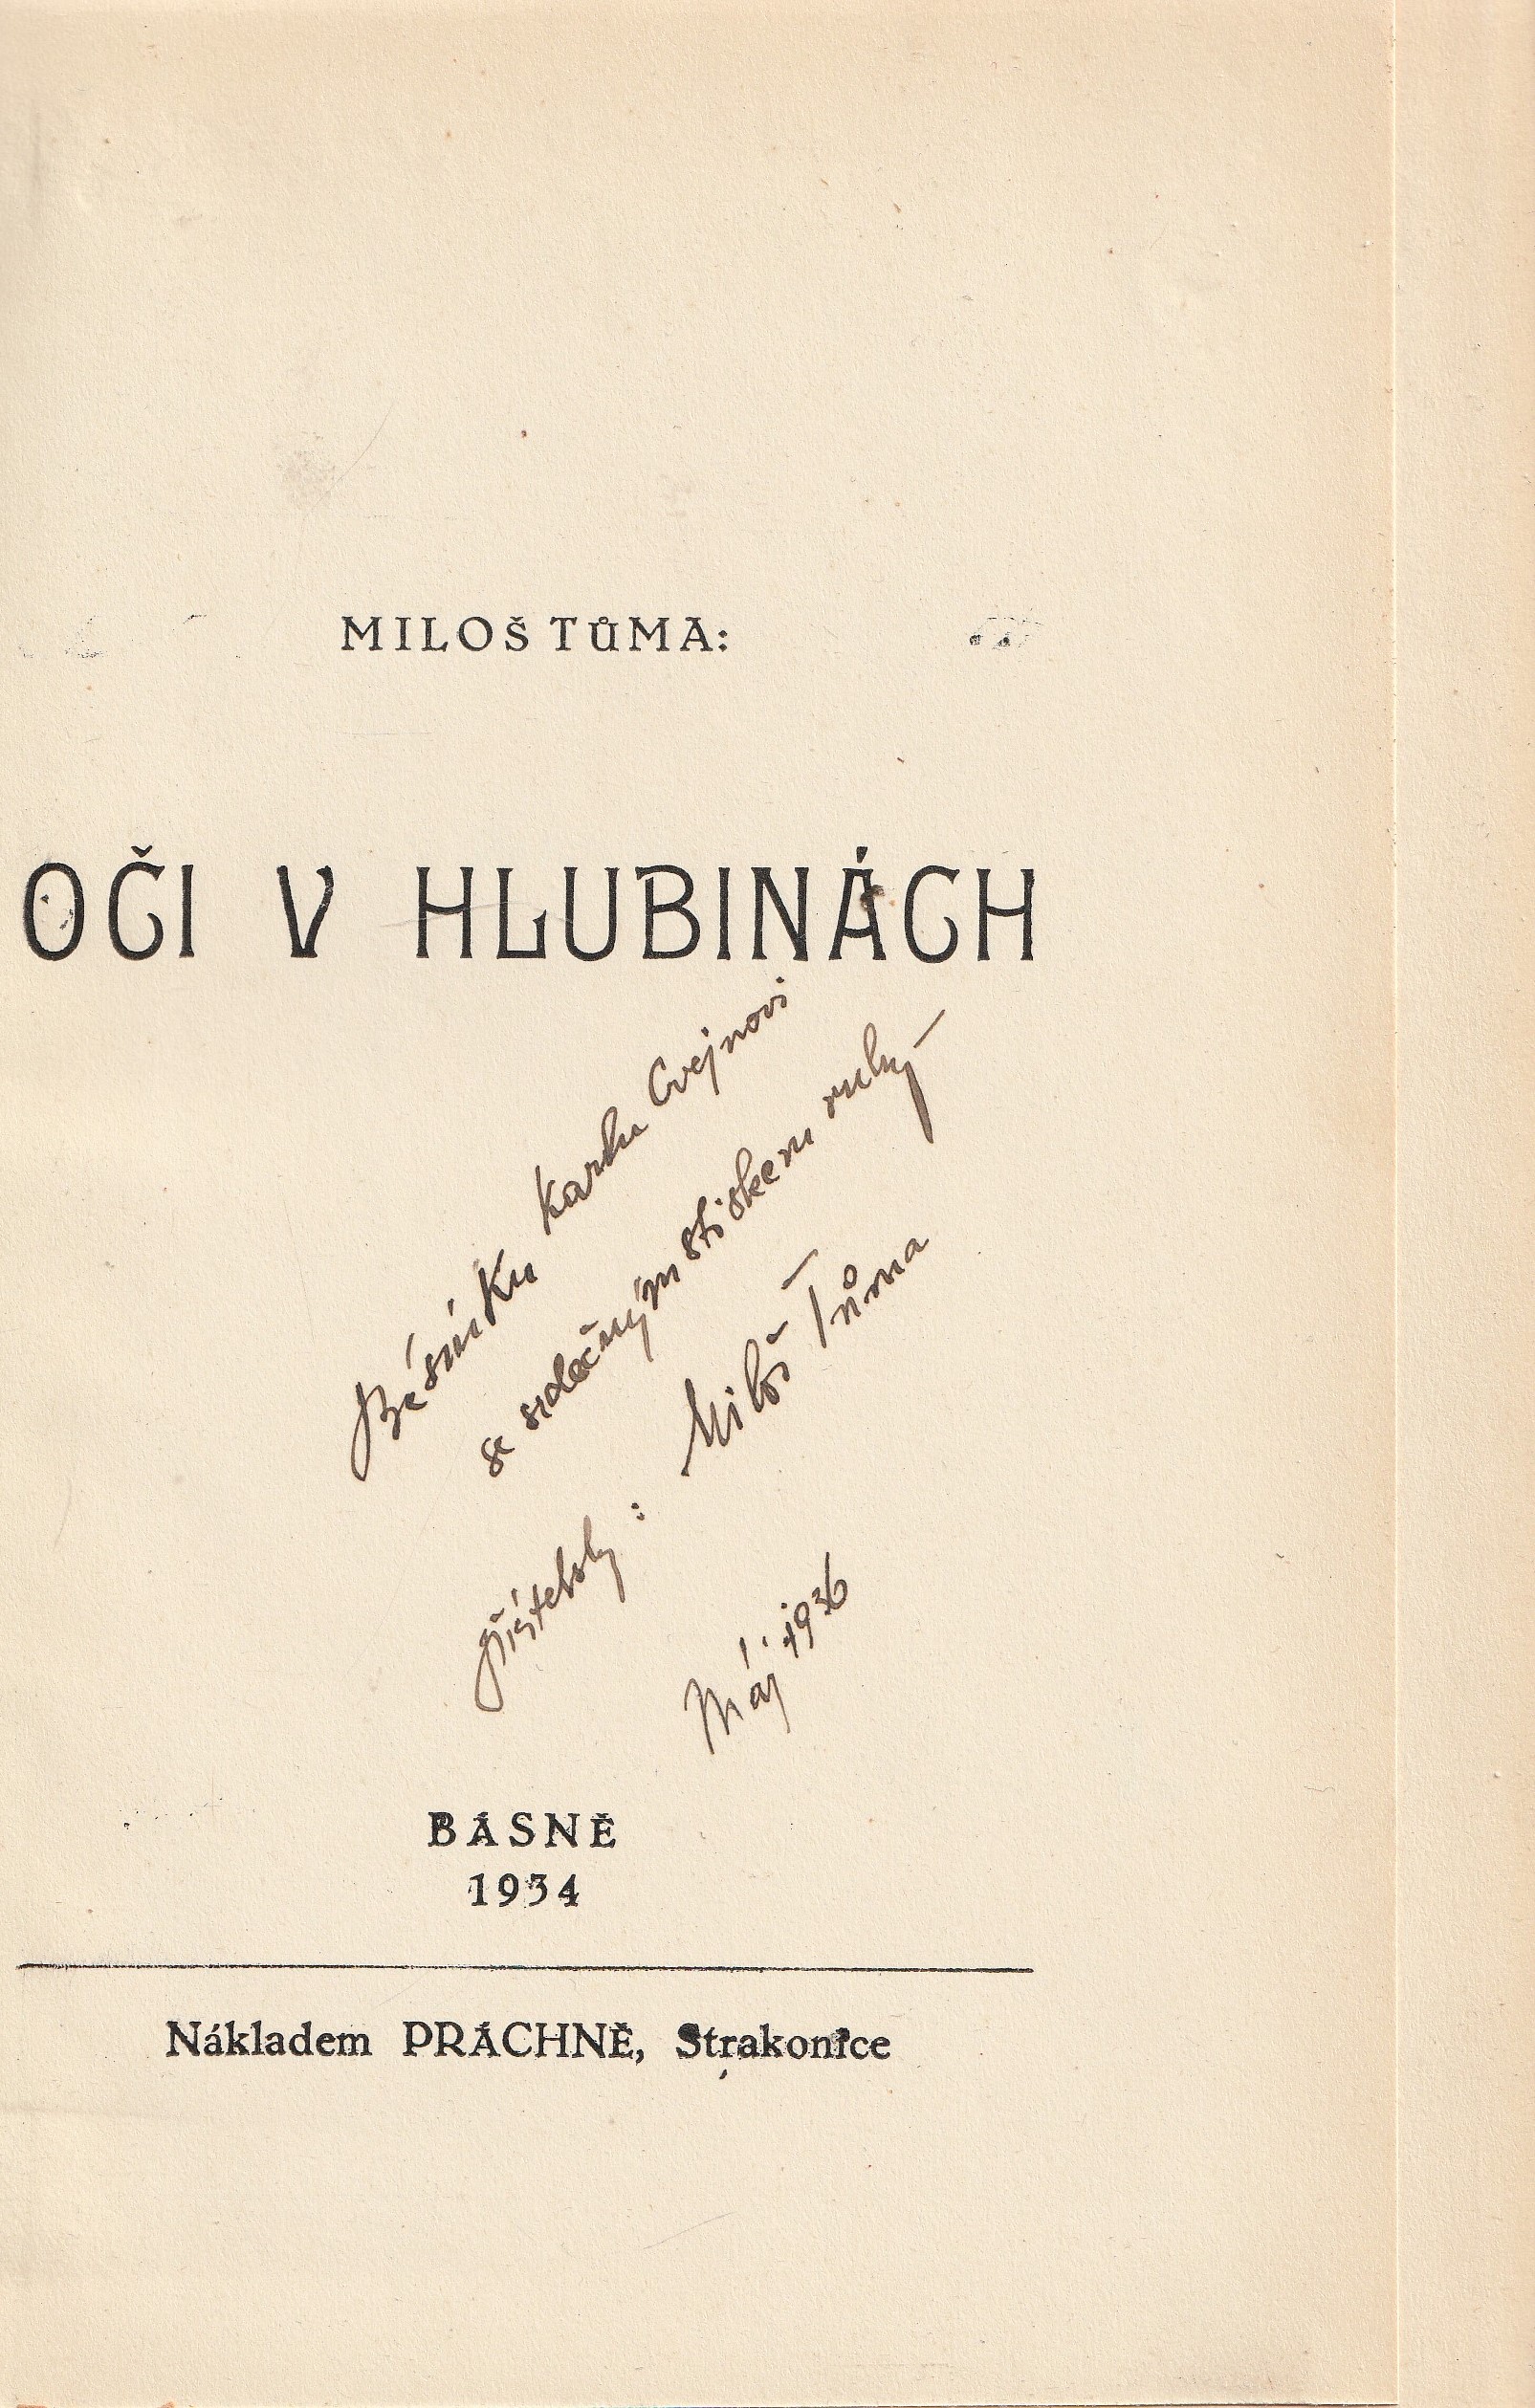 MILOŠ TŮMA:
OČI V HLUBINÁCH
Básníku Karlu Cvejnovi
se srdečným stiskem ruky —
přátelsky:
Miloš Tůma
Máj 1936
BÁSNĚ
1934
Nákladem PRÁCHNĚ, Strakonice